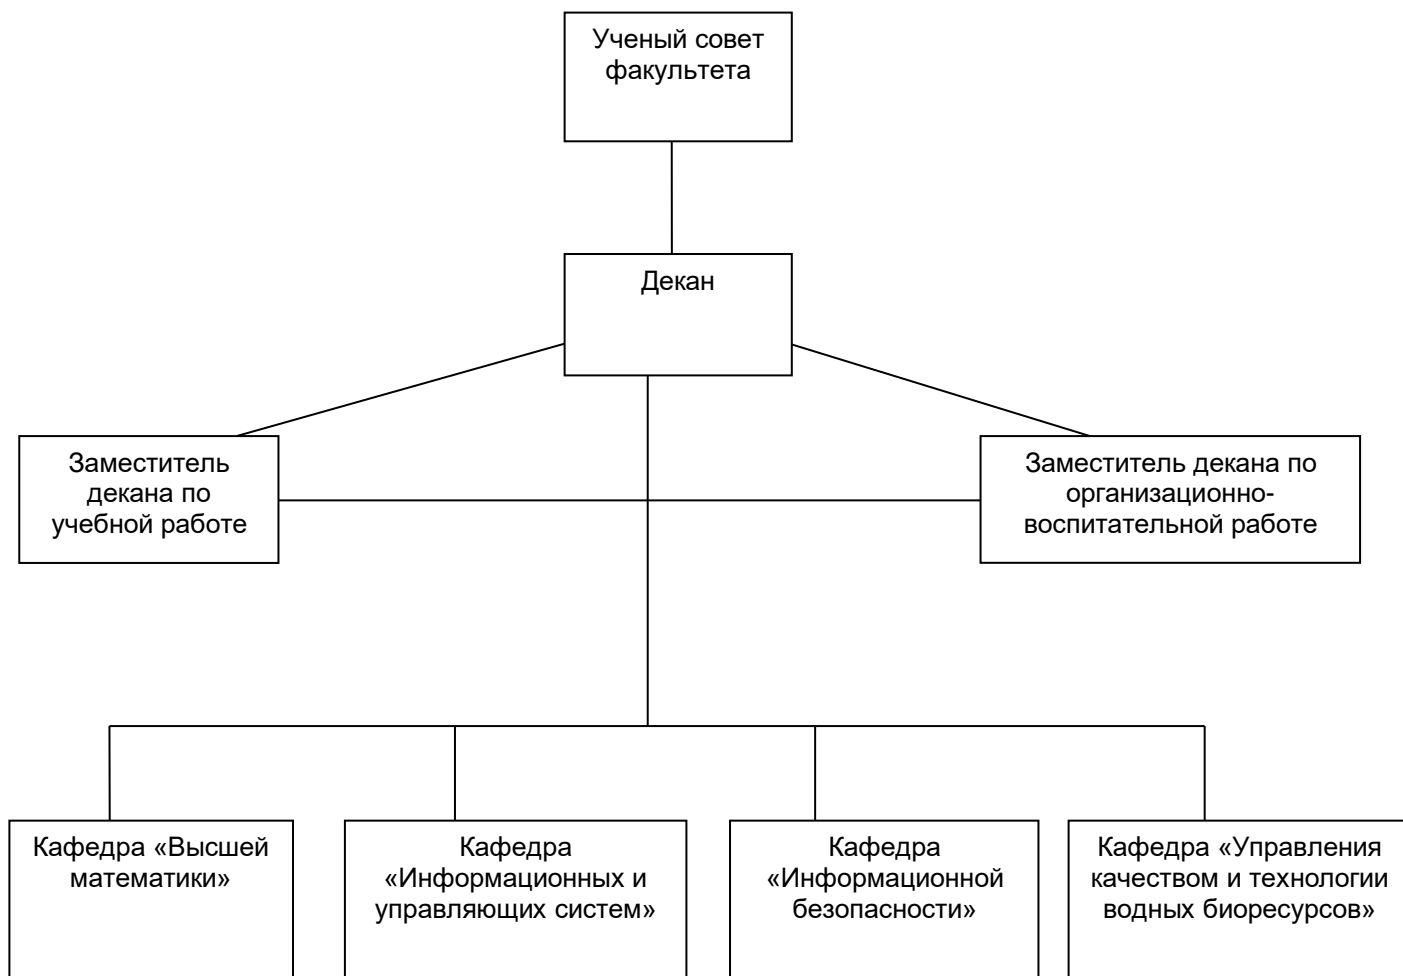 Ученый совет
факультета
Декан
Заместитель
декана по
учебной работе
Заместитель декана по
организационно-
воспитательной работе
Кафедра «Высшей
математики»
Кафедра
«Информационных и
управляющих систем»
Кафедра
«Информационной
безопасности»
Кафедра «Управления
качеством и технологии
водных биоресурсов»